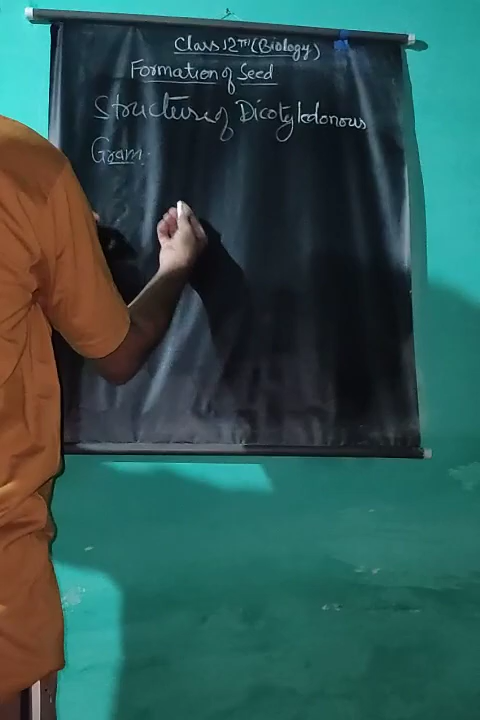 Class 12TH (Biology)
Formation of Seed
Structure of Dicotyledonous
Gram: